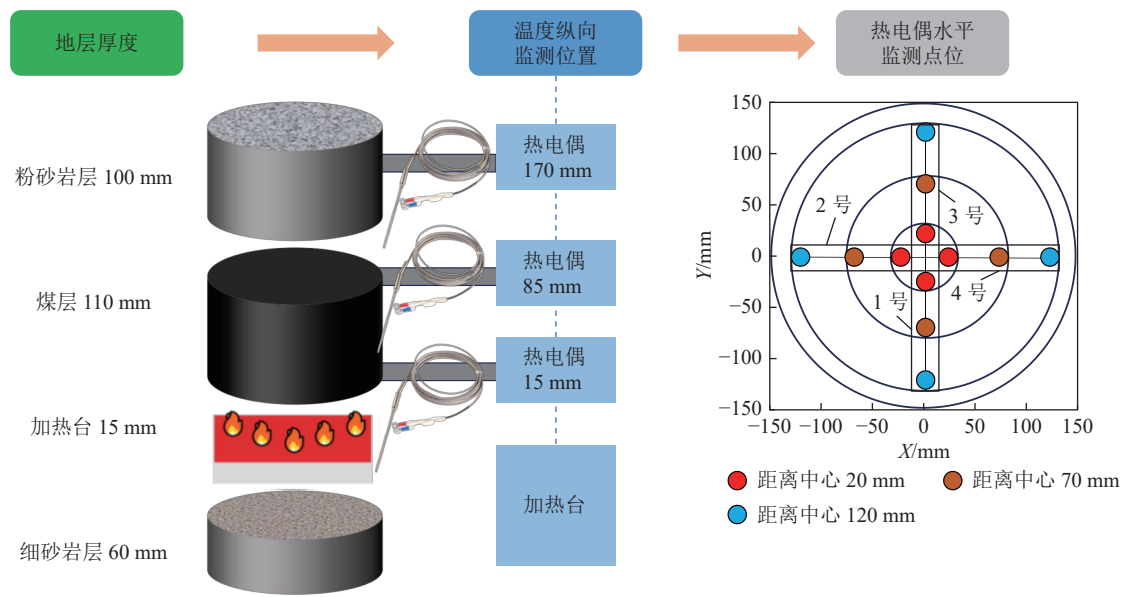 地层厚度
温度纵向
监测位置
热电偶水平
监测点位
粉砂岩层 100 mm
煤层 110 mm
加热台 15 mm
细砂岩层 60 mm
热电偶
170 mm
热电偶
85 mm
热电偶
15 mm
加热台
150
100
50
0
−50
−100
−150
Y/mm
2 号
3 号
1 号
4 号
−150 −100 −50 0 50 100 150
X/mm
距离中心 20 mm
距离中心 70 mm
距离中心 120 mm